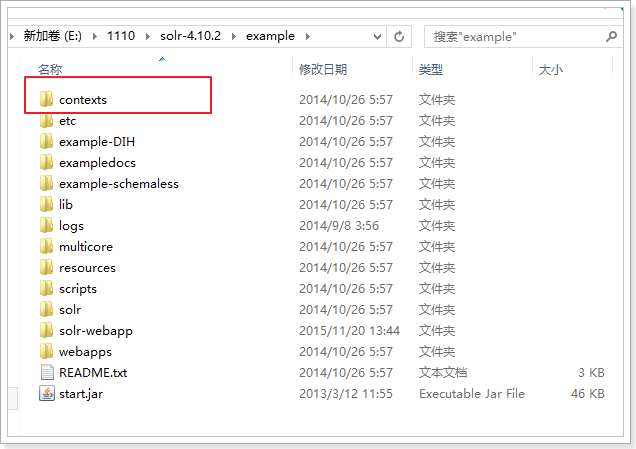 新加卷 (E:) 1110 solr-4.10.2 example 搜索"example"
名称 修改日期 类型 大小
contexts 2014/10/26 5:57 文件夹
etc 2014/10/26 5:57 文件夹
example-DIH 2014/10/26 5:57 文件夹
exampledocs 2014/10/26 5:57 文件夹
example-schemaless 2014/10/26 5:57 文件夹
lib 2014/10/26 5:57 文件夹
logs 2014/9/8 3:56 文件夹
multicore 2014/10/26 5:57 文件夹
resources 2014/10/26 5:57 文件夹
scripts 2014/10/26 5:57 文件夹
solr 2014/10/26 5:57 文件夹
solr-webapp 2015/11/20 13:44 文件夹
webapps 2014/10/26 5:57 文件夹
README.txt 2014/10/26 5:57 文本文档 3 KB
start.jar 2013/3/12 11:55 Executable Jar File 46 KB